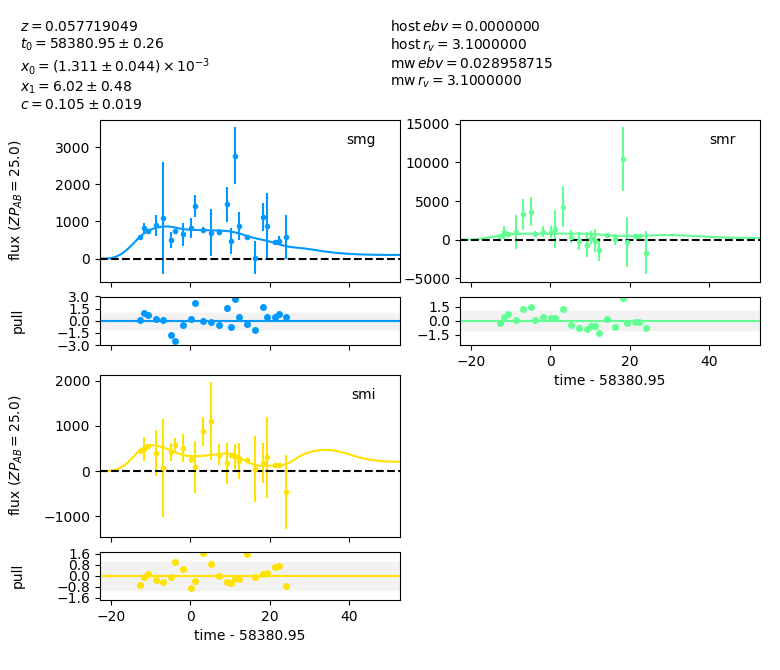 z = 0.057719049
t₀ = 58380.95 ± 0.26
x₀ = (1.311 ± 0.044) × 10⁻³
x₁ = 6.02 ± 0.48
c = 0.105 ± 0.019
host ebv = 0.0000000
host r_v = 3.1000000
mw ebv = 0.028958715
mw r_v = 3.1000000
flux (ZP_AB = 25.0)
3000
2000
1000
0
smg
15000
10000
5000
0
−5000
smr
pull
3.0
1.5
0.0
−1.5
−3.0
1.5
0.0
−1.5
−20 0 20 40
time - 58380.95
flux (ZP_AB = 25.0)
2000
1000
0
−1000
smi
pull
1.6
0.8
0.0
−0.8
−1.6
−20 0 20 40
time - 58380.95